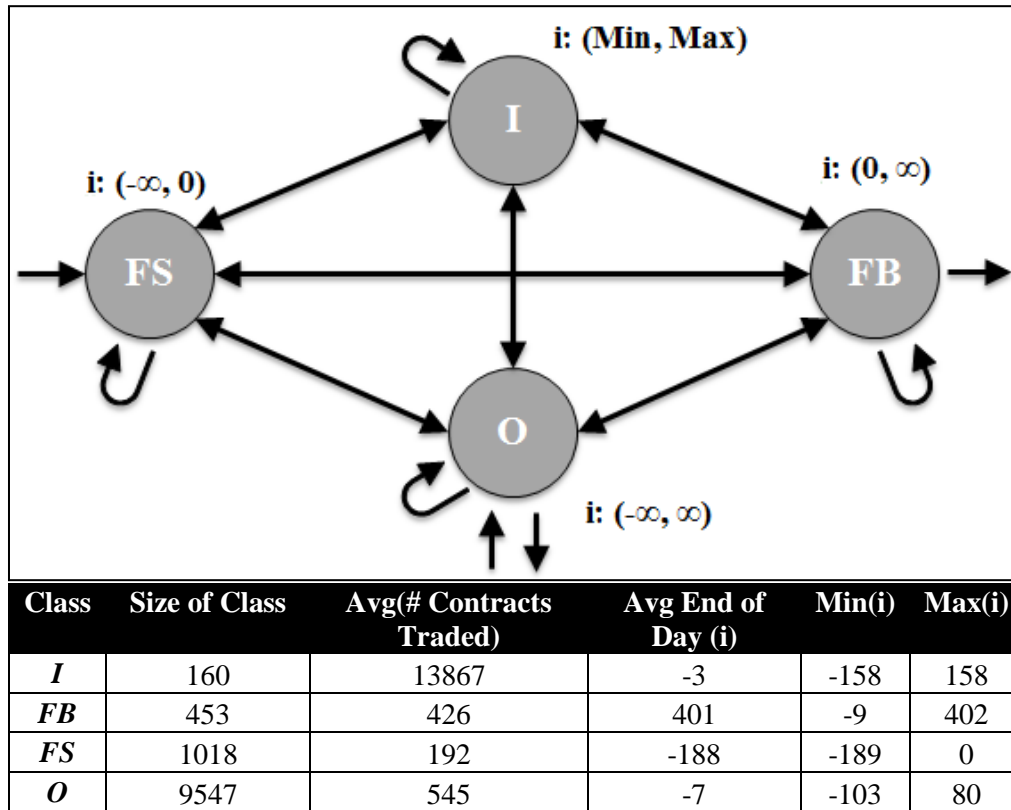 i: (Min, Max)
I
i: (-∞, 0)
i: (0, ∞)
FS
FB
O
i: (-∞, ∞)
Class Size of Class Avg(# Contracts Traded) Avg End of Day (i) Min(i) Max(i)
I 160 13867 -3 -158 158
FB 453 426 401 -9 402
FS 1018 192 -188 -189 0
O 9547 545 -7 -103 80